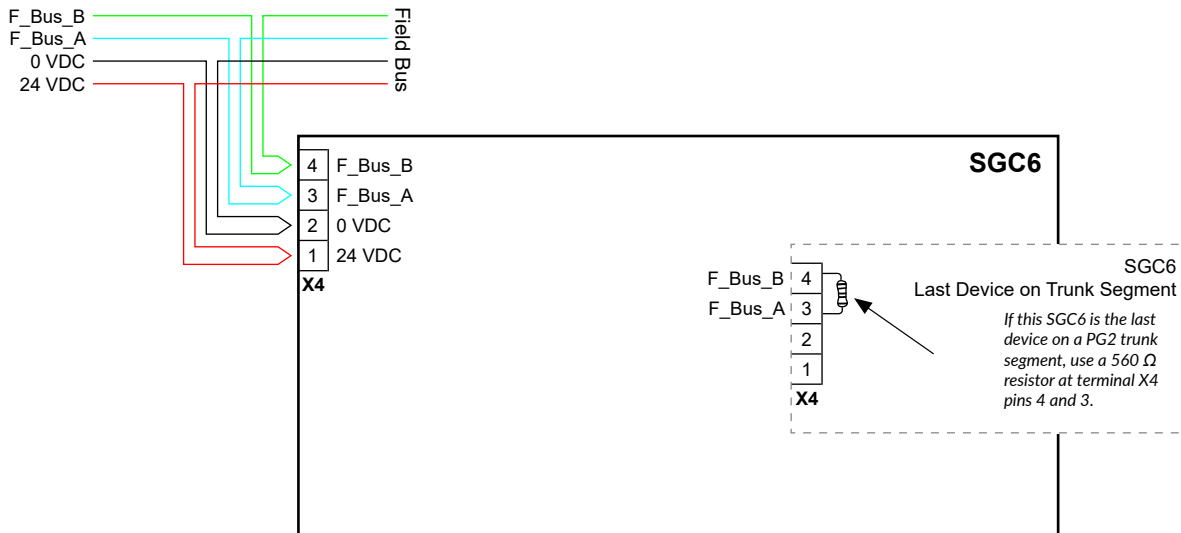 F_Bus_B
F_Bus_A
0 VDC
24 VDC
Field Bus
SGC6
4 F_Bus_B
3 F_Bus_A
2 0 VDC
1 24 VDC
X4
SGC6
Last Device on Trunk Segment
F_Bus_B 4
F_Bus_A 3
2
1
X4
If this SGC6 is the last
device on a PG2 trunk
segment, use a 560 Ω
resistor at terminal X4
pins 4 and 3.